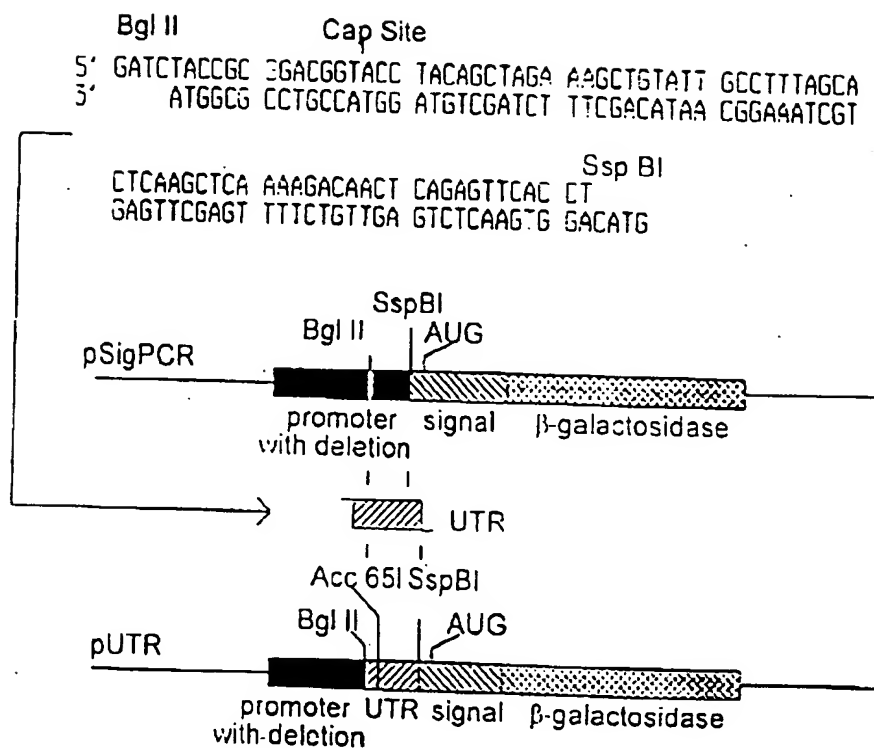 Bgl II Cap Site
5' GATCTACCGC CGACGGTACC TACAGCTAGA AAGCTGTATT GCCTTTAGCA
3' ATGGCG CCTGCCATGG ATGTCGATCT TTCGACATAA CGGAAATCGT
Ssp BI
CTCAAGCTCA AAAGACAACT CAGAGTTCAC CT
GAGTTCGAGT TTTCTGTTGA GTCTCAAGTG GACATG
SspBI
Bgl II AUG
pSigPCR
promoter signal β-galactosidase
with deletion
UTR
Acc 65I SspBI
Bgl II AUG
pUTR
promoter UTR signal β-galactosidase
with-deletion